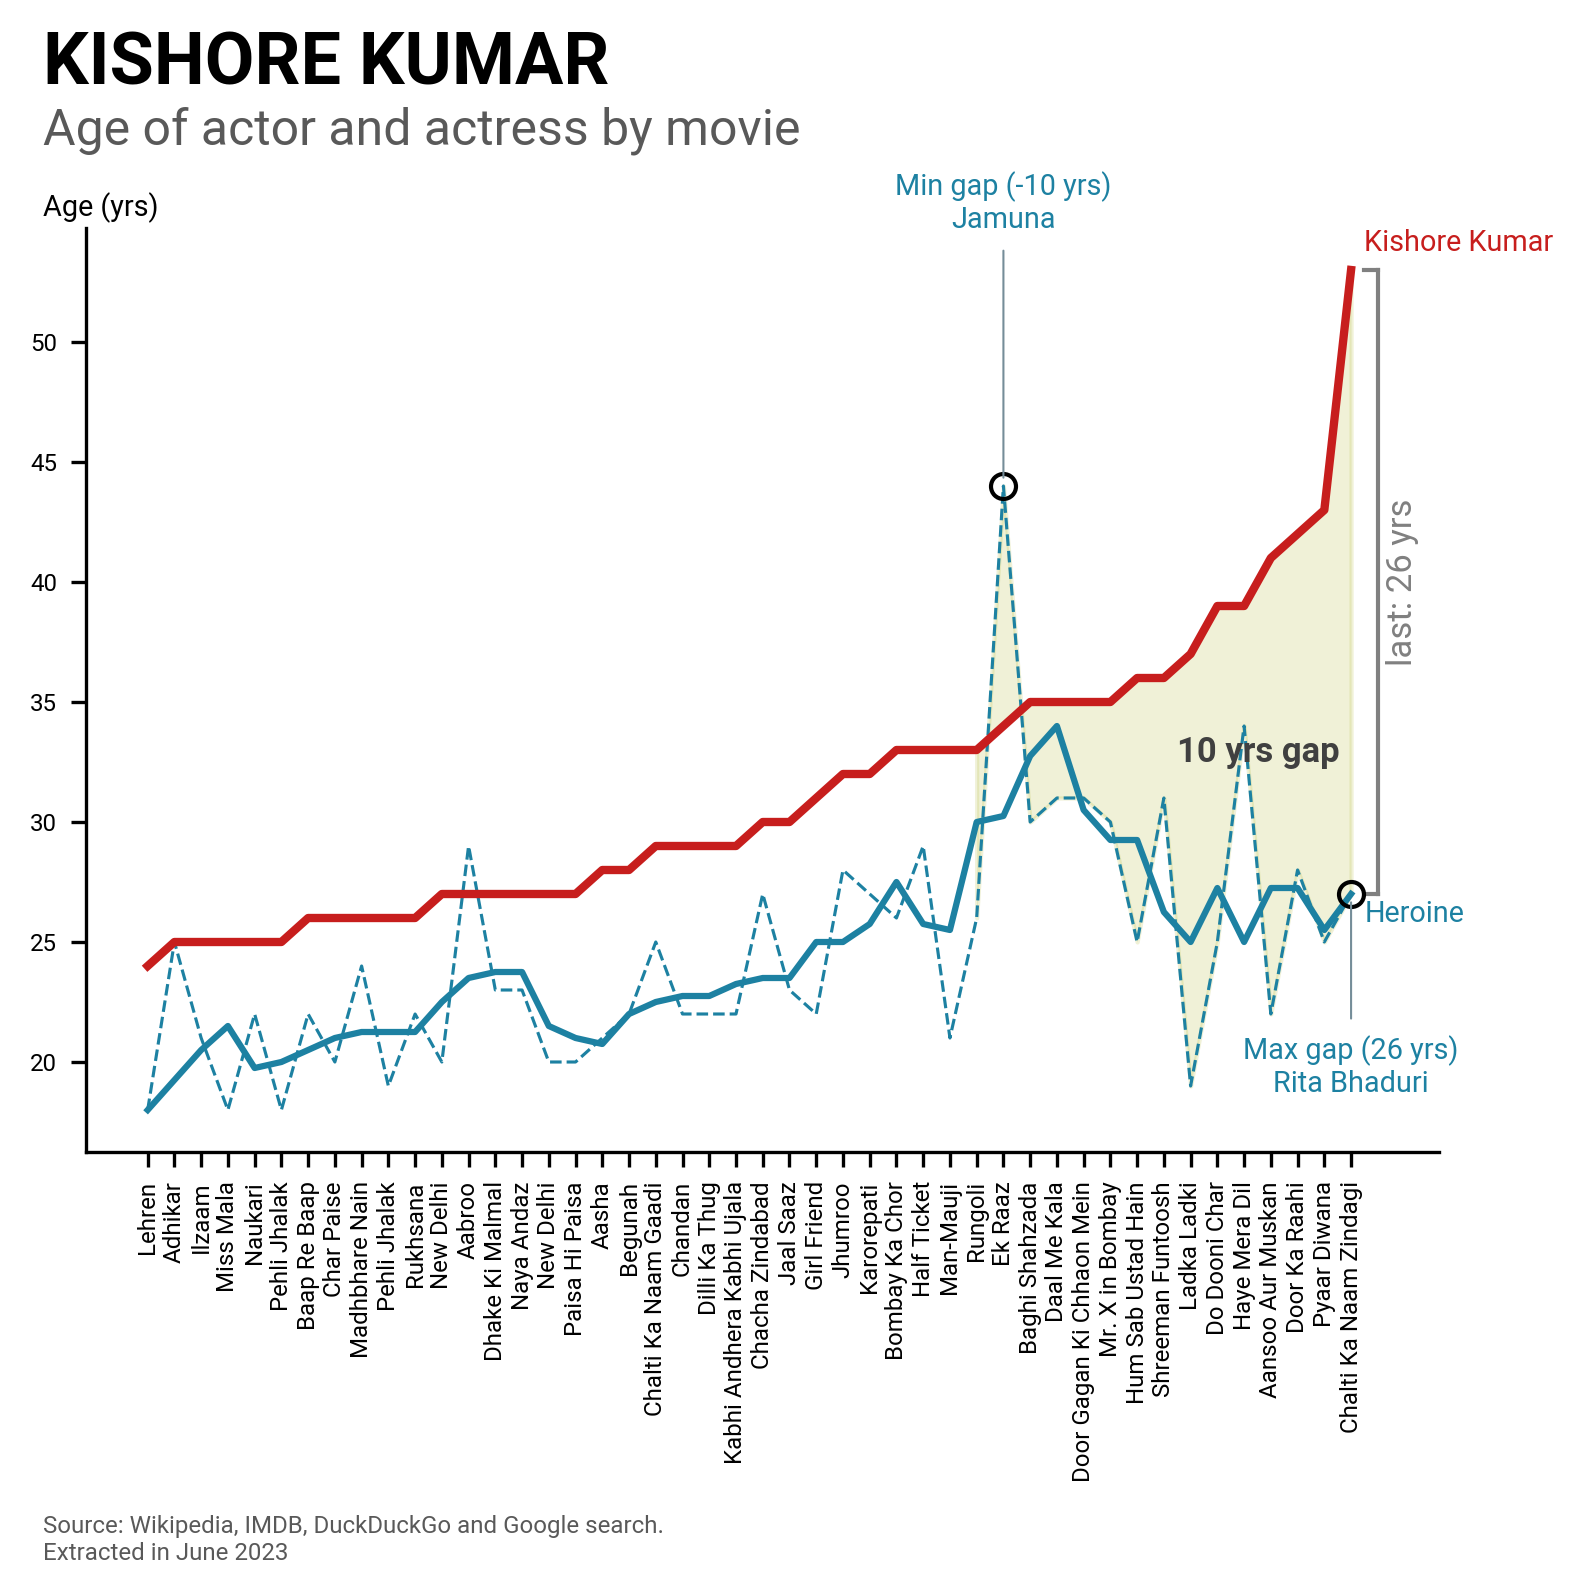 KISHORE KUMAR
Age of actor and actress by movie
Min gap (-10 yrs)
Jamuna
Age (yrs)
Kishore Kumar
50
45
40
35
30
25
20
last: 26 yrs
10 yrs gap
Heroine
Max gap (26 yrs)
Rita Bhaduri
Lehren
Adhikar
Ilzaam
Miss Mala
Naukari
Pehli Jhalak
Baap Re Baap
Char Paise
Madhbhare Nain
Pehli Jhalak
Rukhsana
New Delhi
Aabroo
Dhake Ki Malmal
Naya Andaz
New Delhi
Paisa Hi Paisa
Aasha
Begunah
Chalti Ka Naam Gaadi
Chandan
Dilli Ka Thug
Kabhi Andhera Kabhi Ujala
Chacha Zindabad
Jaal Saaz
Girl Friend
Jhumroo
Karorepati
Bombay Ka Chor
Half Ticket
Man-Mauji
Rungoli
Ek Raaz
Baghi Shahzada
Daal Me Kala
Door Gagan Ki Chhaon Mein
Mr. X in Bombay
Hum Sab Ustad Hain
Shreeman Funtoosh
Ladka Ladki
Do Dooni Char
Haye Mera Dil
Aansoo Aur Muskan
Door Ka Raahi
Pyaar Diwana
Chalti Ka Naam Zindagi
Source: Wikipedia, IMDB, DuckDuckGo and Google search.
Extracted in June 2023